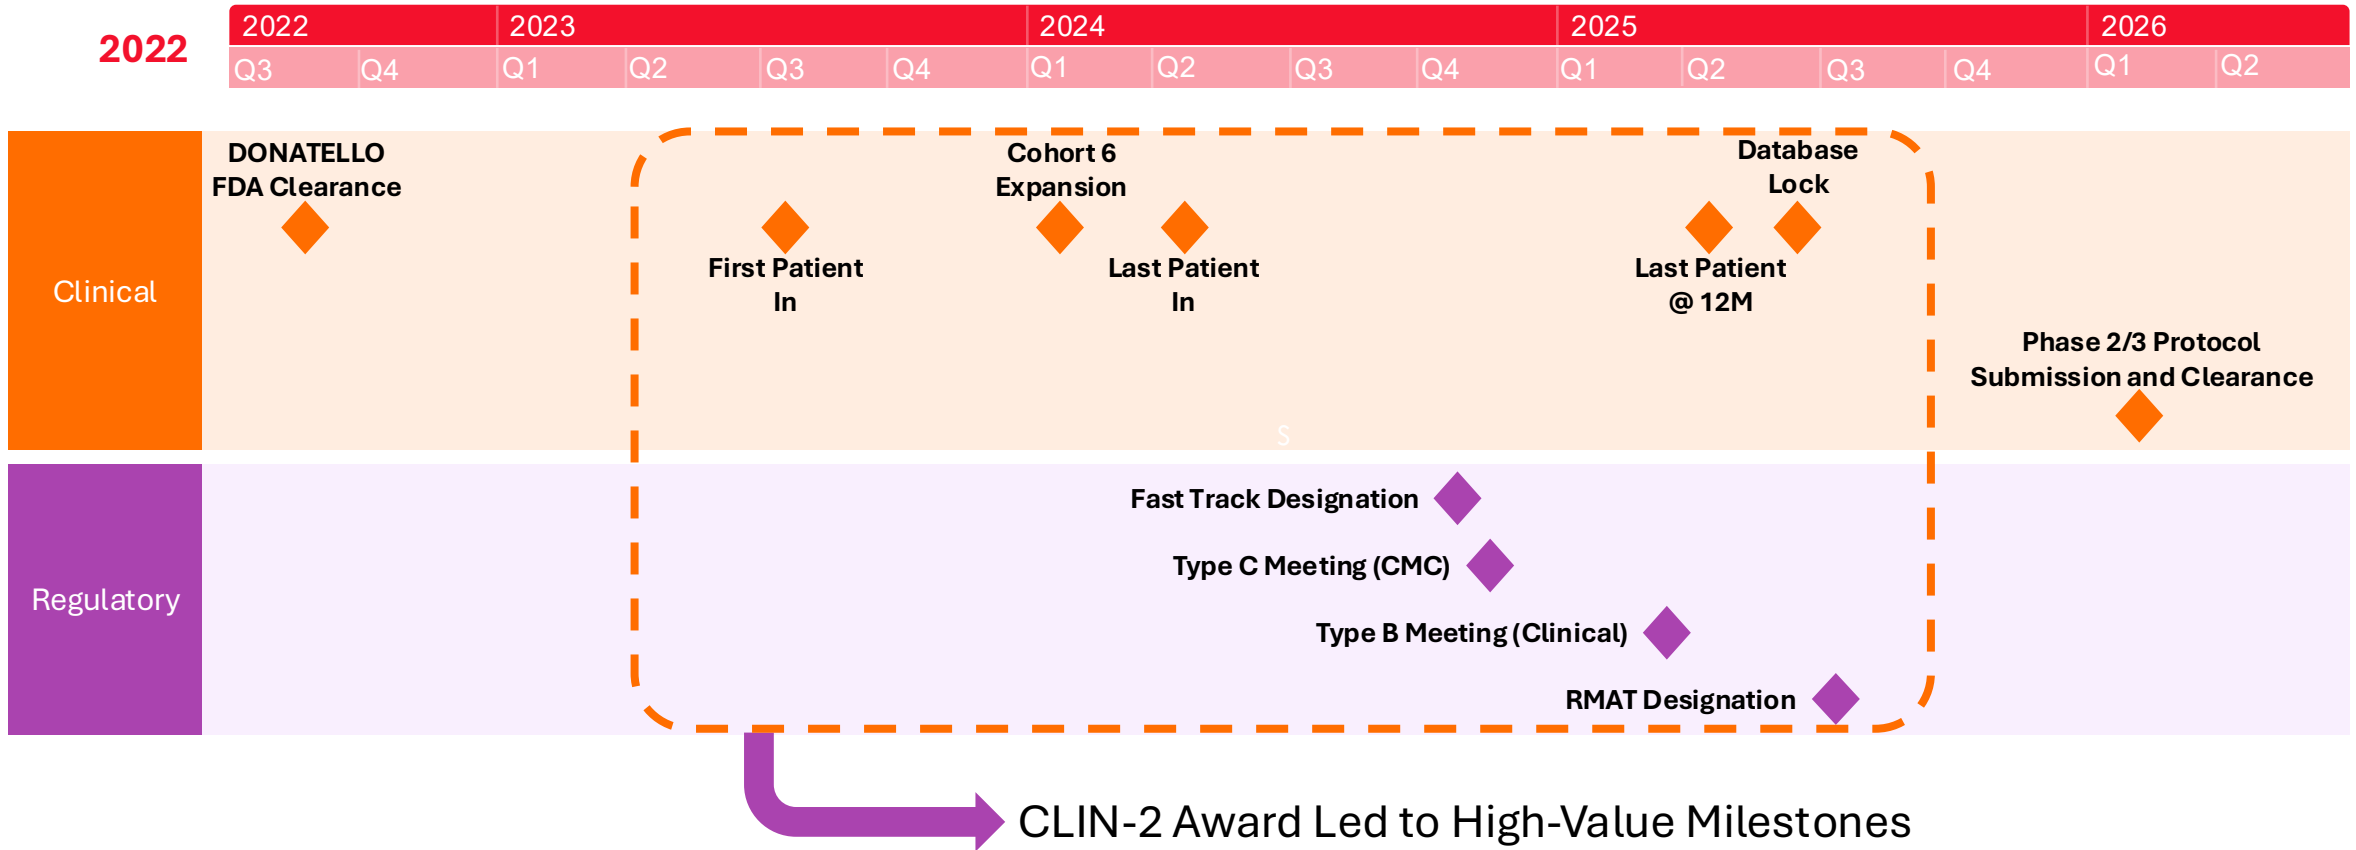 2022
2022 2023 2024 2025 2026
Q3 Q4 Q1 Q2 Q3 Q4 Q1 Q2 Q3 Q4 Q1 Q2 Q3 Q4 Q1 Q2
Clinical
DONATELLO
FDA Clearance
First Patient
In
Cohort 6
Expansion
Last Patient
In
Last Patient
@ 12M
Database
Lock
Phase 2/3 Protocol
Submission and Clearance
S
Regulatory
Fast Track Designation
Type C Meeting (CMC)
Type B Meeting (Clinical)
RMAT Designation
CLIN-2 Award Led to High-Value Milestones